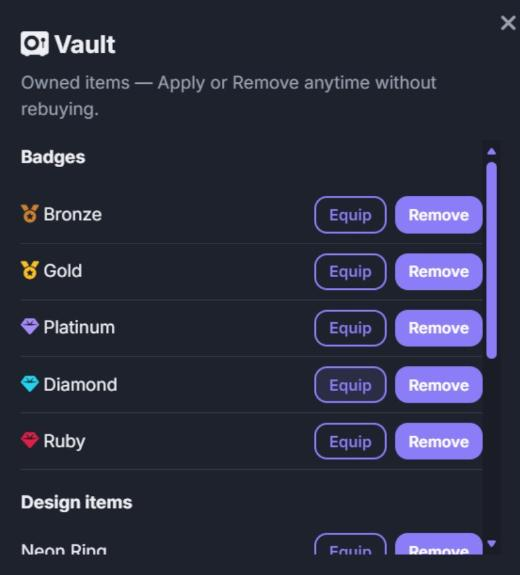 Vault
Owned items — Apply or Remove anytime without
rebuying.
Badges
Bronze Equip Remove
Gold Equip Remove
Platinum Equip Remove
Diamond Equip Remove
Ruby Equip Remove
Design items
Neon Ring Equip Remove